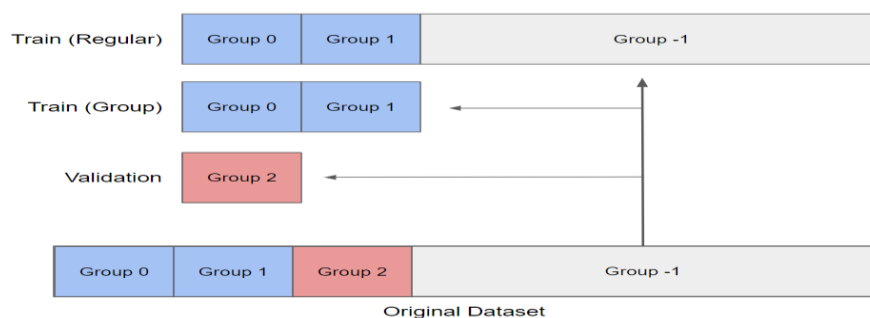 Train (Regular) Group 0 Group 1 Group -1
Train (Group) Group 0 Group 1
Validation Group 2
Group 0 Group 1 Group 2 Group -1
Original Dataset